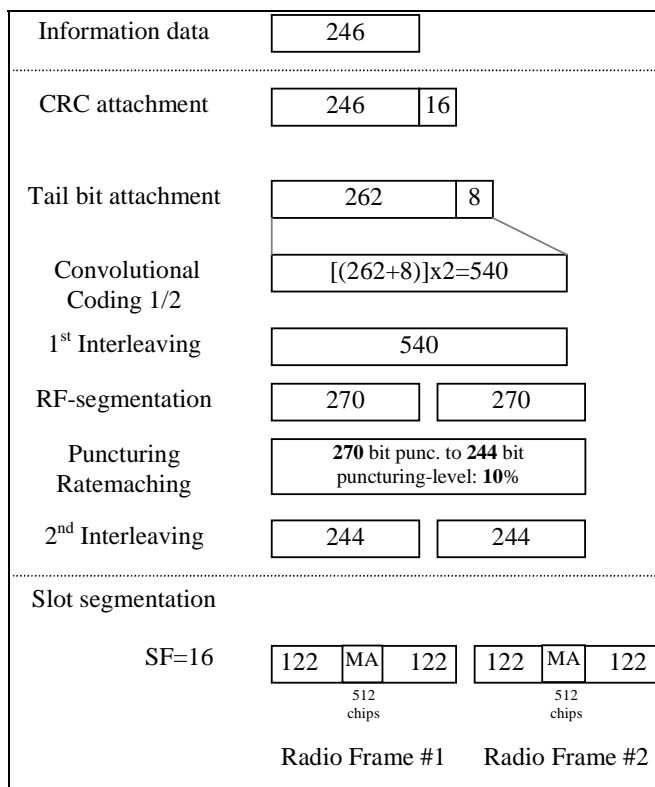 Information data 246
CRC attachment 246 16
Tail bit attachment 262 8
Convolutional
Coding 1/2
[(262+8)]x2=540
1st Interleaving 540
RF-segmentation 270 270
Puncturing
Ratemaching
270 bit punc. to 244 bit
puncturing-level: 10%
2nd Interleaving 244 244
Slot segmentation
SF=16 122 MA 122 122 MA 122
512 512
chips chips
Radio Frame #1 Radio Frame #2